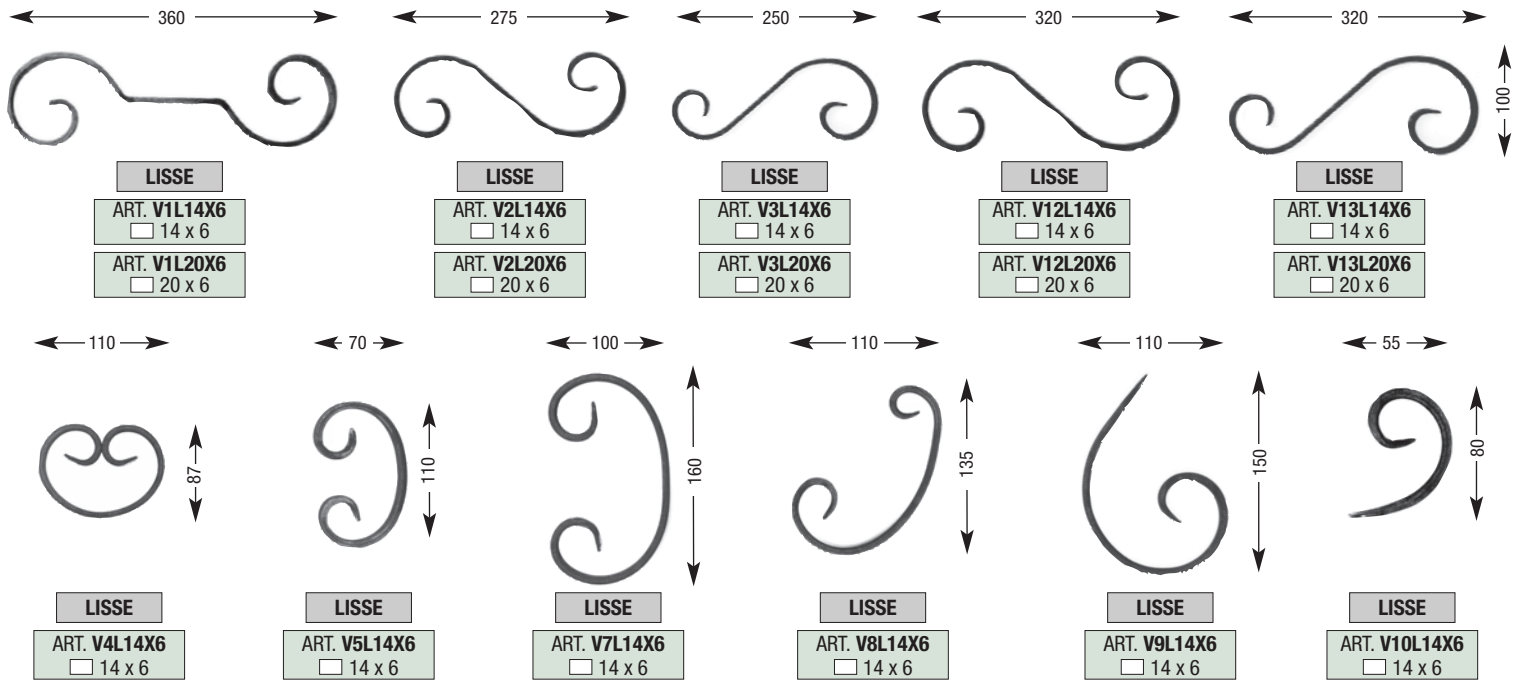 360
275
250
320
320
100
LISSE
LISSE
LISSE
LISSE
LISSE
ART. V1L14X6
14 x 6
ART. V2L14X6
14 x 6
ART. V3L14X6
14 x 6
ART. V12L14X6
14 x 6
ART. V13L14X6
14 x 6
ART. V1L20X6
20 x 6
ART. V2L20X6
20 x 6
ART. V3L20X6
20 x 6
ART. V12L20X6
20 x 6
ART. V13L20X6
20 x 6
110
70
100
110
110
55
87
110
160
135
150
80
LISSE
LISSE
LISSE
LISSE
LISSE
LISSE
ART. V4L14X6
14 x 6
ART. V5L14X6
14 x 6
ART. V7L14X6
14 x 6
ART. V8L14X6
14 x 6
ART. V9L14X6
14 x 6
ART. V10L14X6
14 x 6